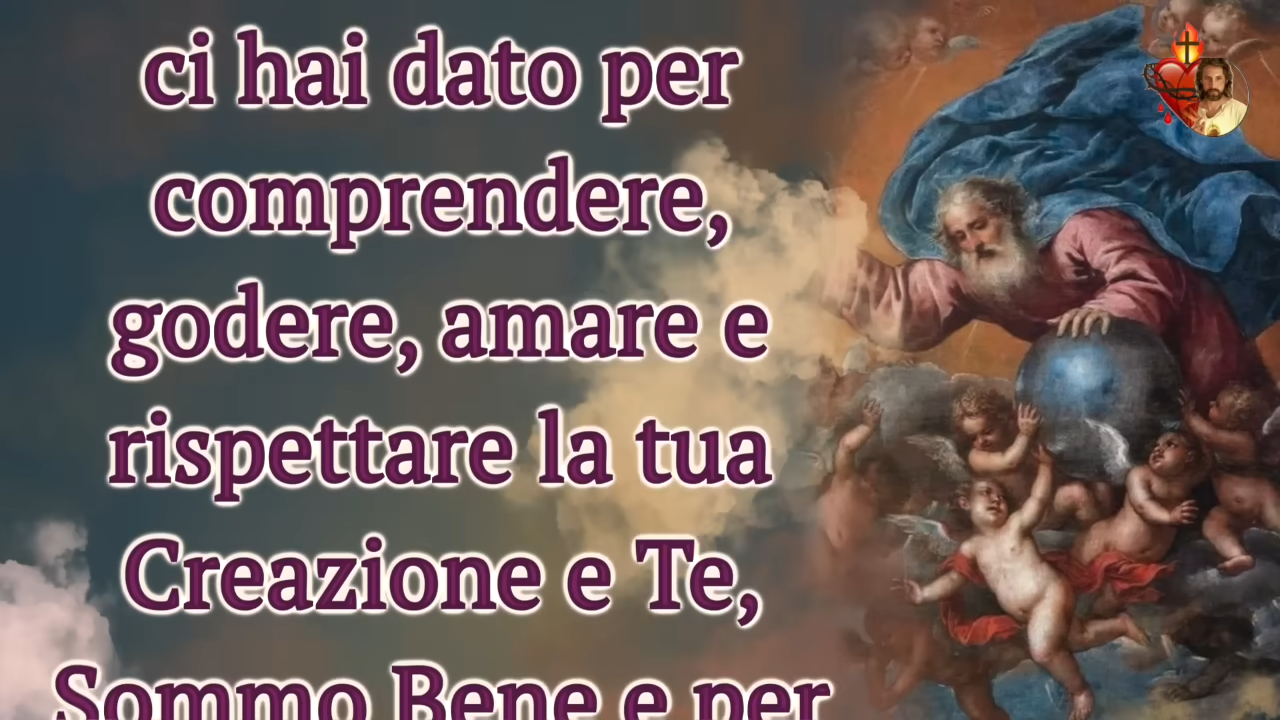 ci hai dato per
comprendere,
godere, amare e
rispettare la tua
Creazione e Te,
Sommo Bene e per